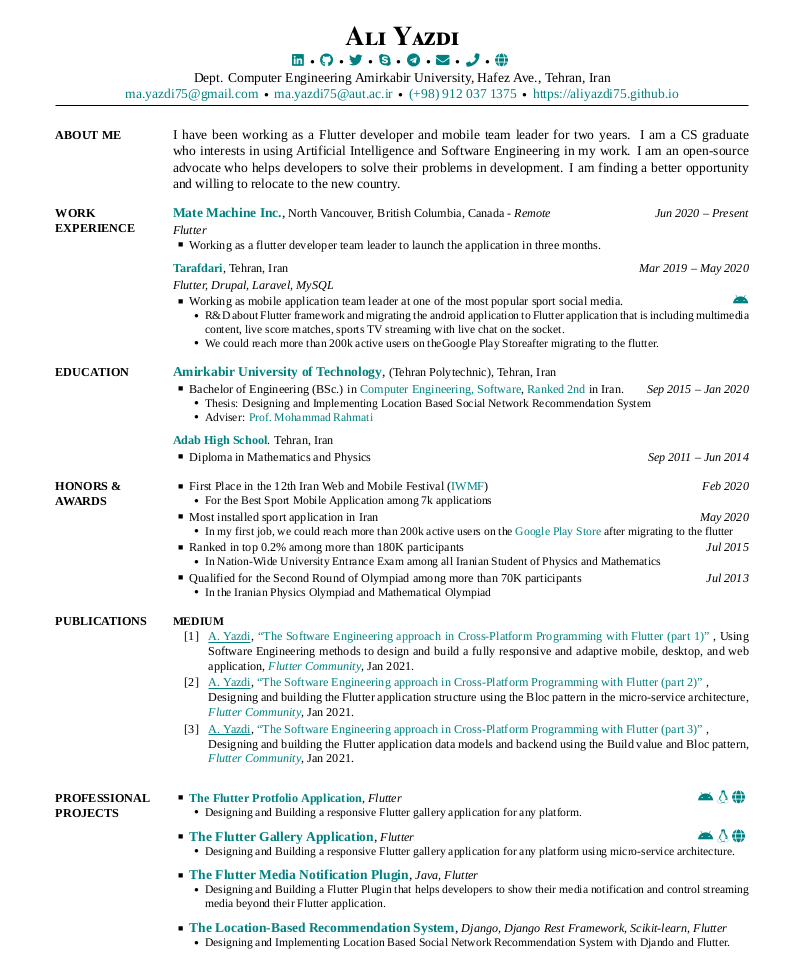 Ali Yazdi
• • • • • • •
Dept. Computer Engineering Amirkabir University, Hafez Ave., Tehran, Iran
ma.yazdi75@gmail.com • ma.yazdi75@aut.ac.ir • (+98) 912 037 1375 • https://aliyazdi75.github.io
ABOUT ME
I have been working as a Flutter developer and mobile team leader for two years. I am a CS graduate
who interests in using Artificial Intelligence and Software Engineering in my work. I am an open-source
advocate who helps developers to solve their problems in development. I am finding a better opportunity
and willing to relocate to the new country.
WORK
EXPERIENCE
Mate Machine Inc., North Vancouver, British Columbia, Canada - Remote Jun 2020 – Present
Flutter
▪ Working as a flutter developer team leader to launch the application in three months.
Tarafdari, Tehran, Iran Mar 2019 – May 2020
Flutter, Drupal, Laravel, MySQL
▪ Working as mobile application team leader at one of the most popular sport social media.
• R&D about Flutter framework and migrating the android application to Flutter application that is including multimedia
content, live score matches, sports TV streaming with live chat on the socket.
• We could reach more than 200k active users on theGoogle Play Storeafter migrating to the flutter.
EDUCATION
Amirkabir University of Technology, (Tehran Polytechnic), Tehran, Iran
▪ Bachelor of Engineering (BSc.) in Computer Engineering, Software, Ranked 2nd in Iran. Sep 2015 – Jan 2020
• Thesis: Designing and Implementing Location Based Social Network Recommendation System
• Adviser: Prof. Mohammad Rahmati
Adab High School. Tehran, Iran
▪ Diploma in Mathematics and Physics Sep 2011 – Jun 2014
HONORS &
AWARDS
▪ First Place in the 12th Iran Web and Mobile Festival (IWMF) Feb 2020
• For the Best Sport Mobile Application among 7k applications
▪ Most installed sport application in Iran May 2020
• In my first job, we could reach more than 200k active users on the Google Play Store after migrating to the flutter
▪ Ranked in top 0.2% among more than 180K participants Jul 2015
• In Nation-Wide University Entrance Exam among all Iranian Student of Physics and Mathematics
▪ Qualified for the Second Round of Olympiad among more than 70K participants Jul 2013
• In the Iranian Physics Olympiad and Mathematical Olympiad
PUBLICATIONS
MEDIUM
[1] A. Yazdi, “The Software Engineering approach in Cross-Platform Programming with Flutter (part 1)” , Using
Software Engineering methods to design and build a fully responsive and adaptive mobile, desktop, and web
application, Flutter Community, Jan 2021.
[2] A. Yazdi, “The Software Engineering approach in Cross-Platform Programming with Flutter (part 2)” ,
Designing and building the Flutter application structure using the Bloc pattern in the micro-service architecture,
Flutter Community, Jan 2021.
[3] A. Yazdi, “The Software Engineering approach in Cross-Platform Programming with Flutter (part 3)” ,
Designing and building the Flutter application data models and backend using the Build value and Bloc pattern,
Flutter Community, Jan 2021.
PROFESSIONAL
PROJECTS
▪ The Flutter Protfolio Application, Flutter
• Designing and Building a responsive Flutter gallery application for any platform.
▪ The Flutter Gallery Application, Flutter
• Designing and Building a responsive Flutter gallery application for any platform using micro-service architecture.
▪ The Flutter Media Notification Plugin, Java, Flutter
• Designing and Building a Flutter Plugin that helps developers to show their media notification and control streaming
media beyond their Flutter application.
▪ The Location-Based Recommendation System, Django, Django Rest Framework, Scikit-learn, Flutter
• Designing and Implementing Location Based Social Network Recommendation System with Djando and Flutter.